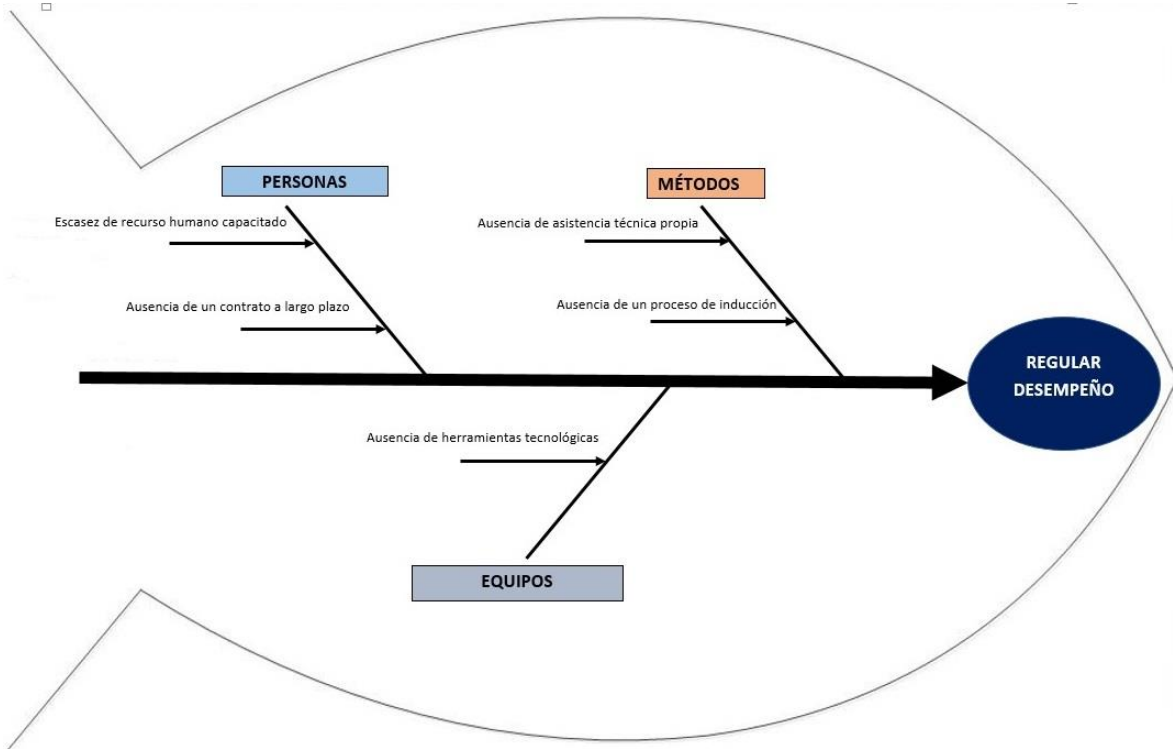 PERSONAS
MÉTODOS
Escasez de recurso humano capacitado
Ausencia de asistencia técnica propia
Ausencia de un contrato a largo plazo
Ausencia de un proceso de inducción
REGULAR
DESEMPEÑO
Ausencia de herramientas tecnológicas
EQUIPOS